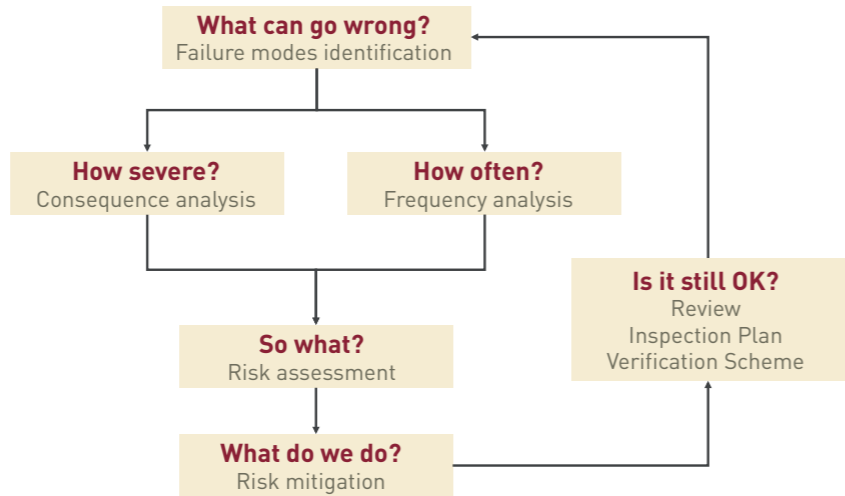 What can go wrong?
Failure modes identification
How severe?
Consequence analysis
How often?
Frequency analysis
Is it still OK?
Review
Inspection Plan
Verification Scheme
So what?
Risk assessment
What do we do?
Risk mitigation